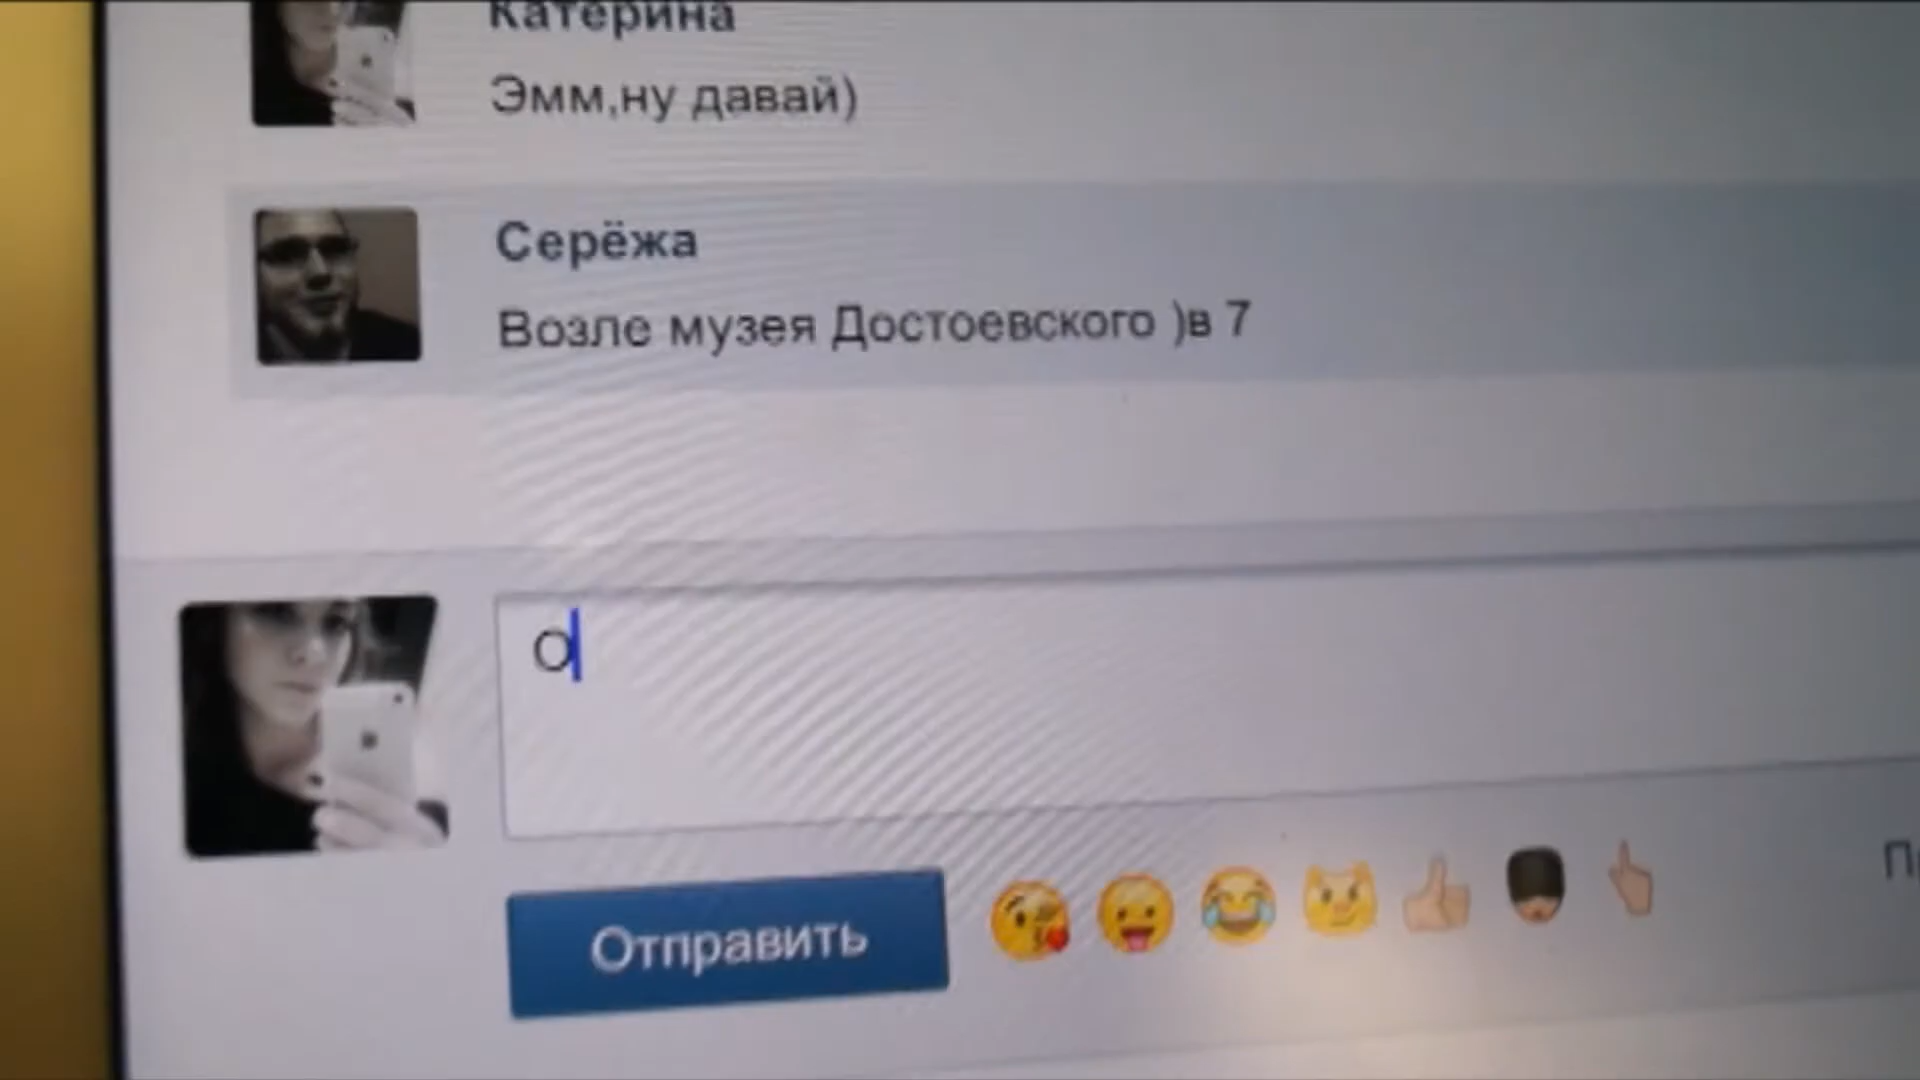 Катерина
Эмм,ну давай)
Серёжа
Возле музея Достоевского )в 7
О
Отправить